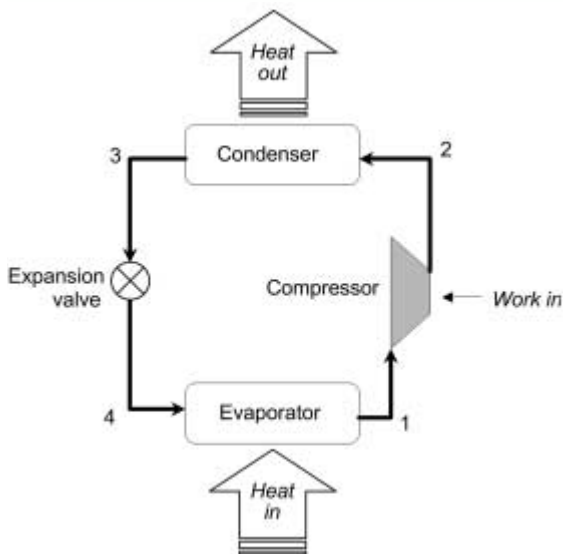 Heat
out
3
Condenser
2
Expansion
valve
Compressor
Work in
4
Evaporator
1
Heat
in